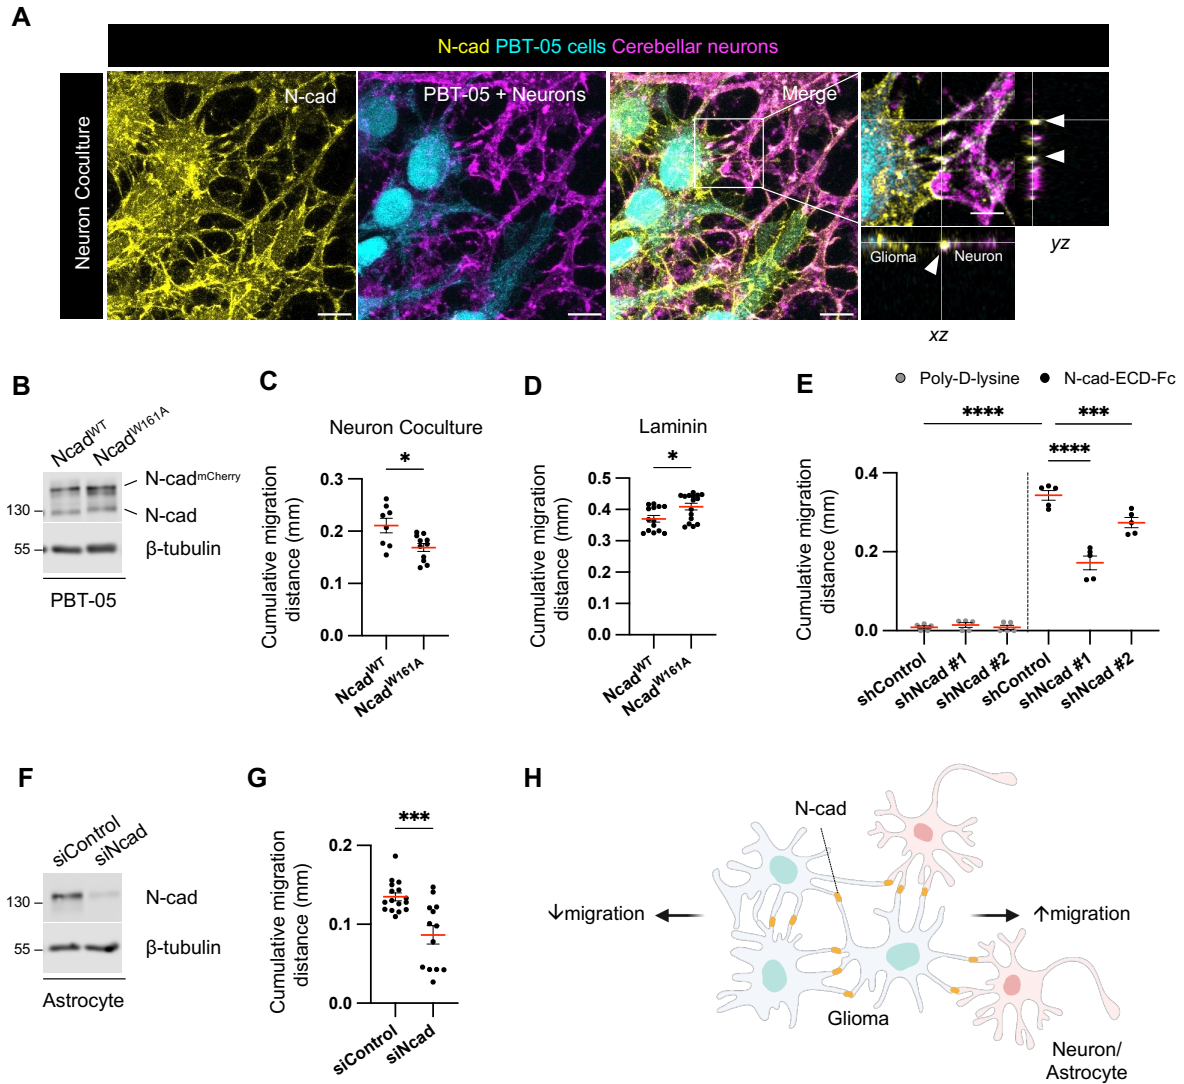 A
N-cad PBT-05 cells Cerebellar neurons
Neuron Coculture
N-cad
PBT-05 + Neurons
Merge
Glioma
Neuron
yz
xz
B
Ncad^WT
Ncad^W161A
N-cad^mCherry
130
N-cad
55
β-tubulin
PBT-05
C
Neuron Coculture
*
Cumulative migration
distance (mm)
0.3
0.2
0.1
0.0
Ncad^WT
Ncad^W161A
D
Laminin
*
Cumulative migration
distance (mm)
0.5
0.4
0.3
0.2
0.1
0.0
Ncad^WT
Ncad^W161A
E
Poly-D-lysine
N-cad-ECD-Fc
****
***
****
Cumulative migration
distance (mm)
0.4
0.2
0.0
shControl
shNcad #1
shNcad #2
shControl
shNcad #1
shNcad #2
F
siControl
siNcad
130
N-cad
55
β-tubulin
Astrocyte
G
***
Cumulative migration
distance (mm)
0.2
0.1
0.0
siControl
siNcad
H
N-cad
↓migration
↑migration
Glioma
Neuron/
Astrocyte